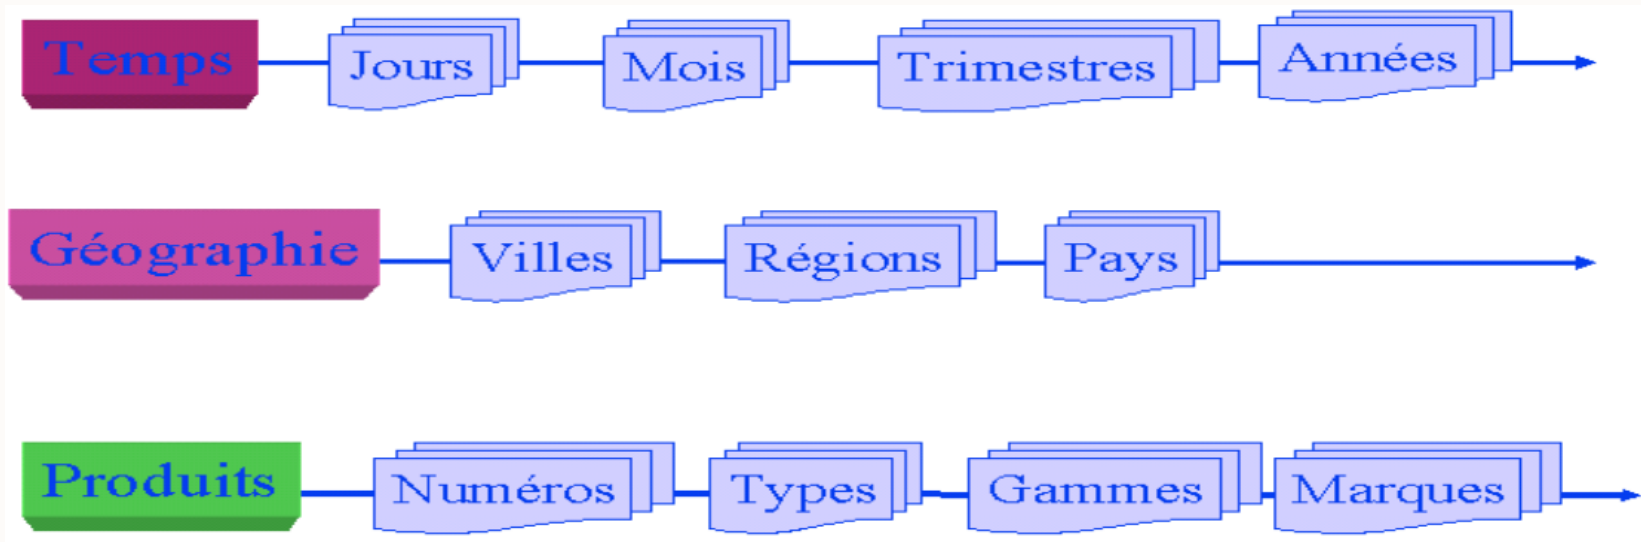 Temps Jours Mois Trimestres Années
Géographie Villes Régions Pays
Produits Numéros Types Gammes Marques